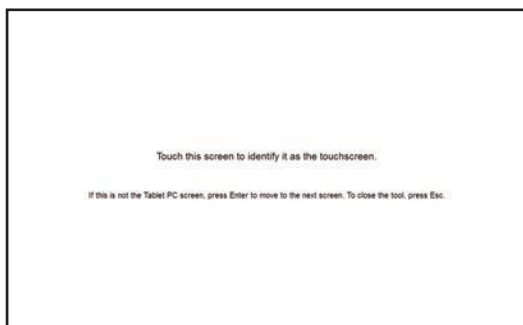 Touch this screen to identify it as the touchscreen.
If this is not the Tablet PC screen, press Enter to move to the next screen. To close the tool, press Esc.